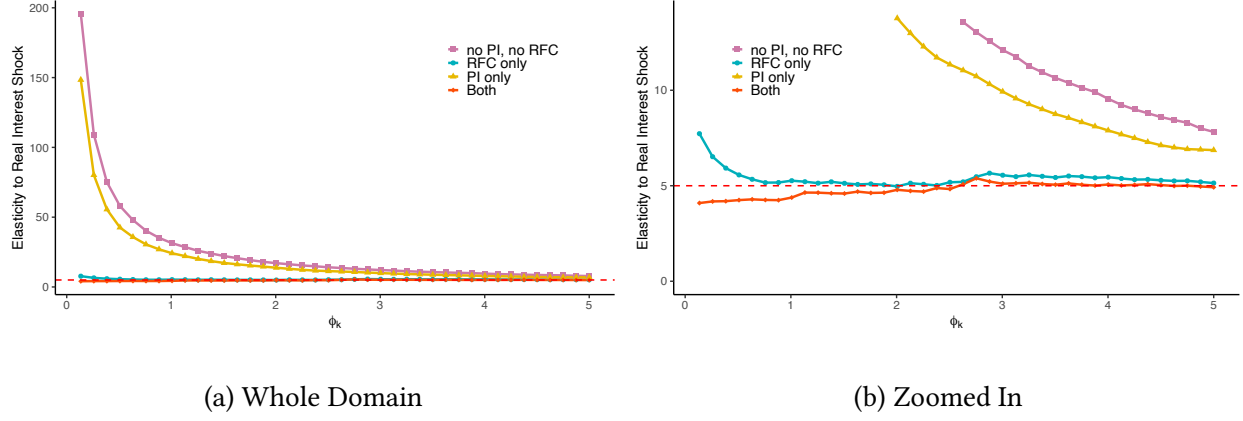 200
150
100
50
0
Elasticity to Real Interest Shock
no PI, no RFC
RFC only
PI only
Both
0 1 2 3 4 5
ϕk
(a) Whole Domain
10
5
0
Elasticity to Real Interest Shock
no PI, no RFC
RFC only
PI only
Both
0 1 2 3 4 5
ϕk
(b) Zoomed In